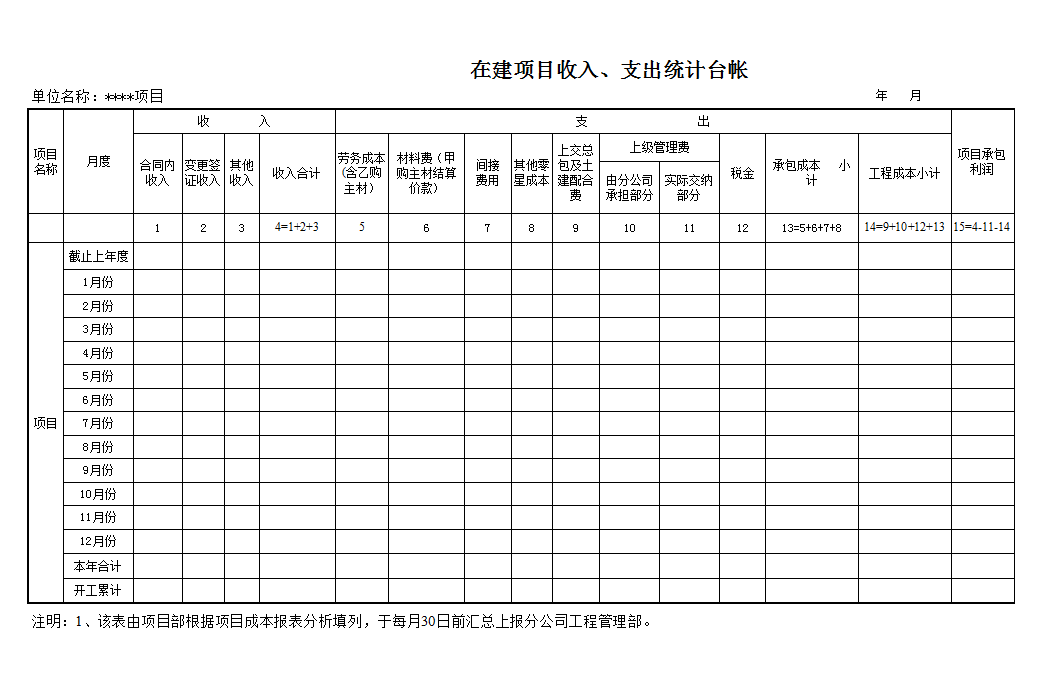 在建项目收入、支出统计台帐
单位名称：****项目 年 月
项目名称 月度 收 入 支 出 项目承包利润
合同内收入 变更签证收入 其他收入 收入合计 劳务成本(含乙购主材） 材料费（甲购主材结算价款） 间接费用 其他零星成本 上交总包及土建配合费 上级管理费 税金 承包成本 小计 工程成本小计
由分公司承担部分 实际交纳部分
1 2 3 4=1+2+3 5 6 7 8 9 10 11 12 13=5+6+7+8 14=9+10+12+13 15=4-11-14
截止上年度
1月份
2月份
3月份
4月份
5月份
6月份
项目 7月份
8月份
9月份
10月份
11月份
12月份
本年合计
开工累计
注明：1、该表由项目部根据项目成本报表分析填列，于每月30日前汇总上报分公司工程管理部。